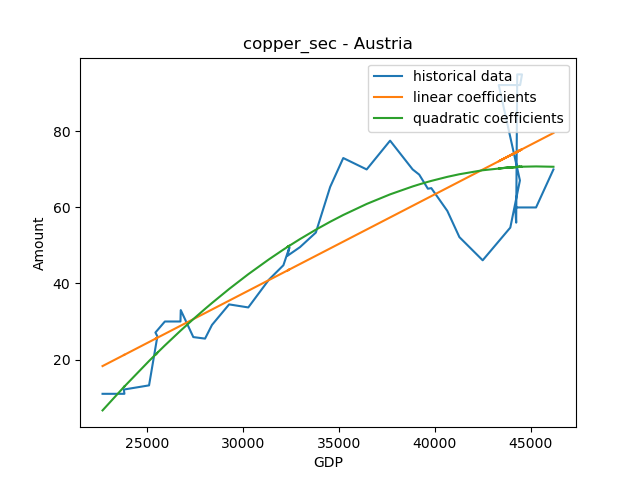 copper_sec - Austria
historical data
linear coefficients
quadratic coefficients
80
60
40
20
Amount
25000 30000 35000 40000 45000
GDP